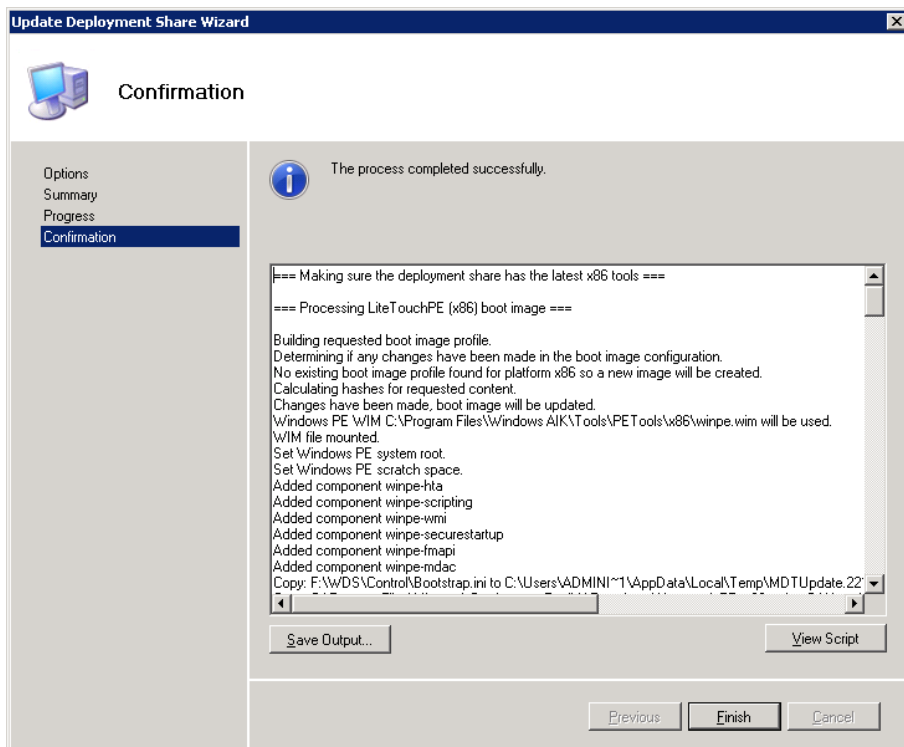 Update Deployment Share Wizard
Confirmation
Options
Summary
Progress
Confirmation
The process completed successfully.
=== Making sure the deployment share has the latest x86 tools ===
=== Processing LiteTouchPE (x86) boot image ===
Building requested boot image profile.
Determining if any changes have been made in the boot image configuration.
No existing boot image profile found for platform x86 so a new image will be created.
Calculating hashes for requested content.
Changes have been made, boot image will be updated.
Windows PE WIM C:\Program Files\Windows AIK\Tools\PETools\x86\winpe.wim will be used.
WIM file mounted.
Set Windows PE system root.
Set Windows PE scratch space.
Added component winpe-hta
Added component winpe-scripting
Added component winpe-wmi
Added component winpe-securestartup
Added component winpe-fmapi
Added component winpe-mdac
Copy: F:\WDS\Control\Bootstrap.ini to C:\Users\ADMINI~1\AppData\Local\Temp\MDTUpdate.22
Save Output...
View Script
Previous
Finish
Cancel